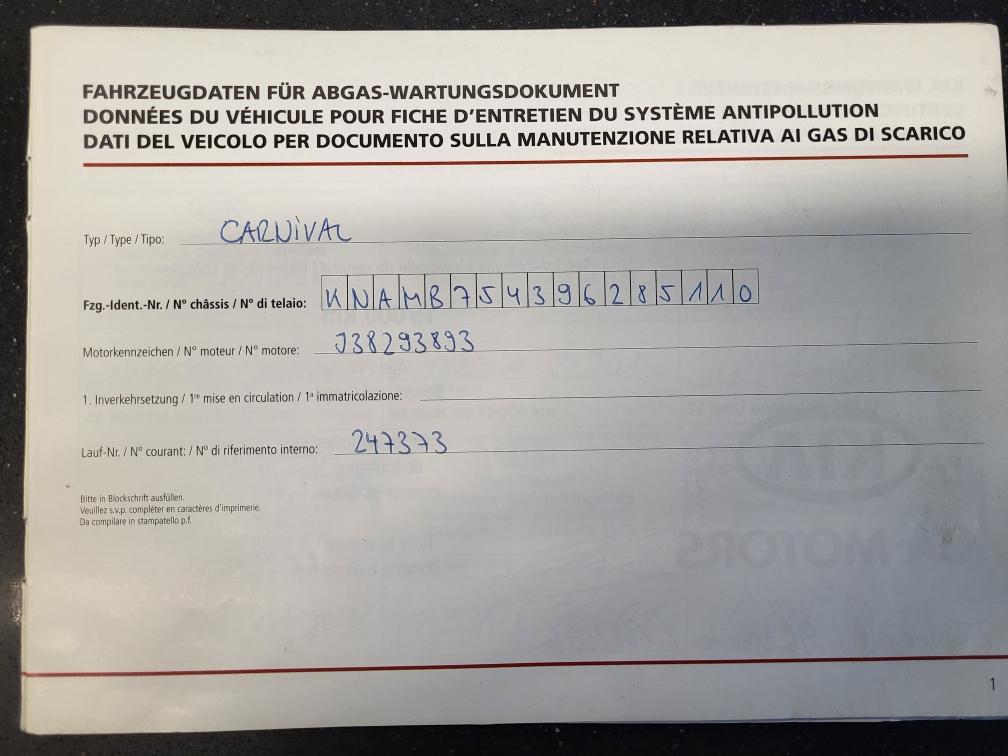 FAHRZEUGDATEN FÜR ABGAS-WARTUNGSDOKUMENT
DONNÉES DU VÉHICULE POUR FICHE D'ENTRETIEN DU SYSTÈME ANTIPOLLUTION
DATI DEL VEICOLO PER DOCUMENTO SULLA MANUTENZIONE RELATIVA AI GAS DI SCARICO
Typ / Type / Tipo: CARNiVAL
Fzg.-Ident.-Nr. / N° châssis / N° di telaio: KNAMB754396285110
Motorkennzeichen / N° moteur / N° motore: J38293893
1. Inverkehrsetzung / 1re mise en circulation / 1a immatricolazione:
Lauf-Nr. / N° courant: / N° di riferimento interno: 247373
Bitte in Blockschrift ausfüllen.
Veuillez s.v.p. compléter en caractères d'imprimerie.
Da compilare in stampatello p.f.
1